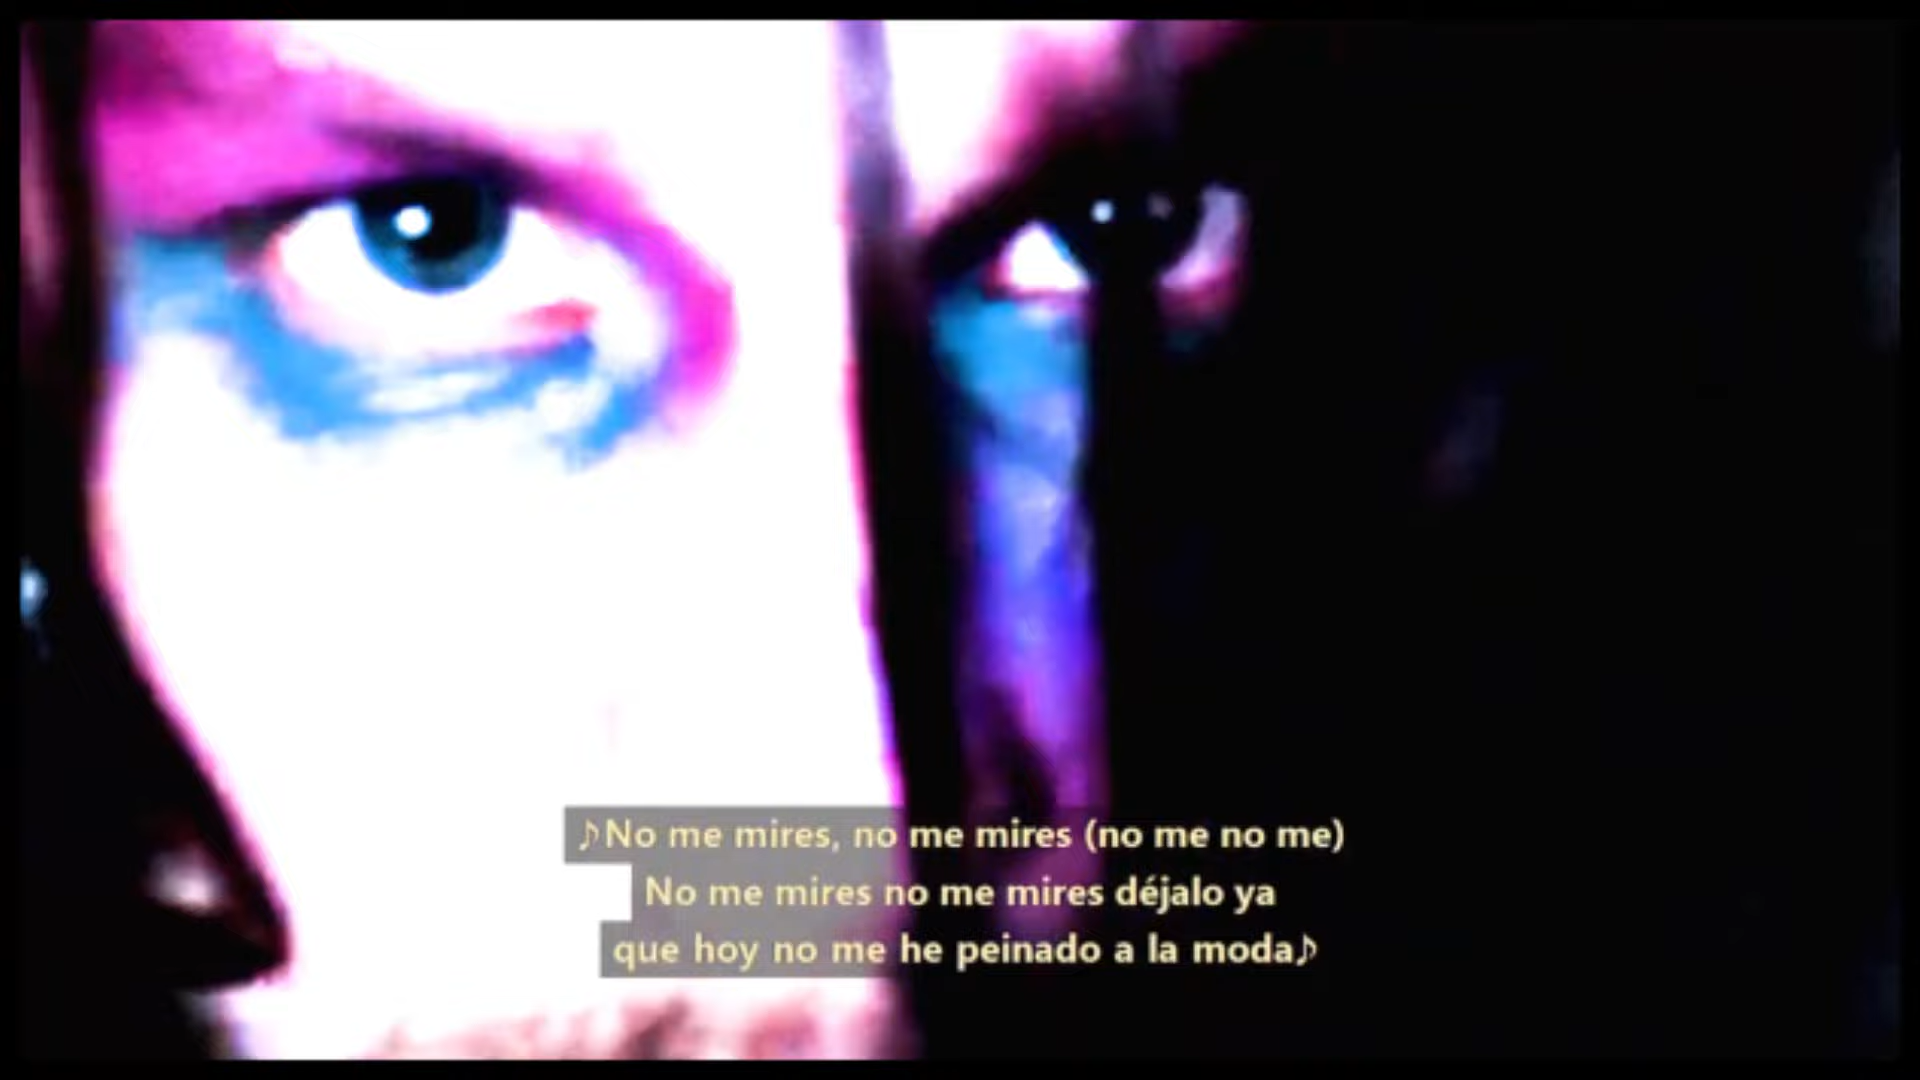 ♪No me mires, no me mires (no me no me)
No me mires no me mires déjalo ya
que hoy no me he peinado a la moda♪